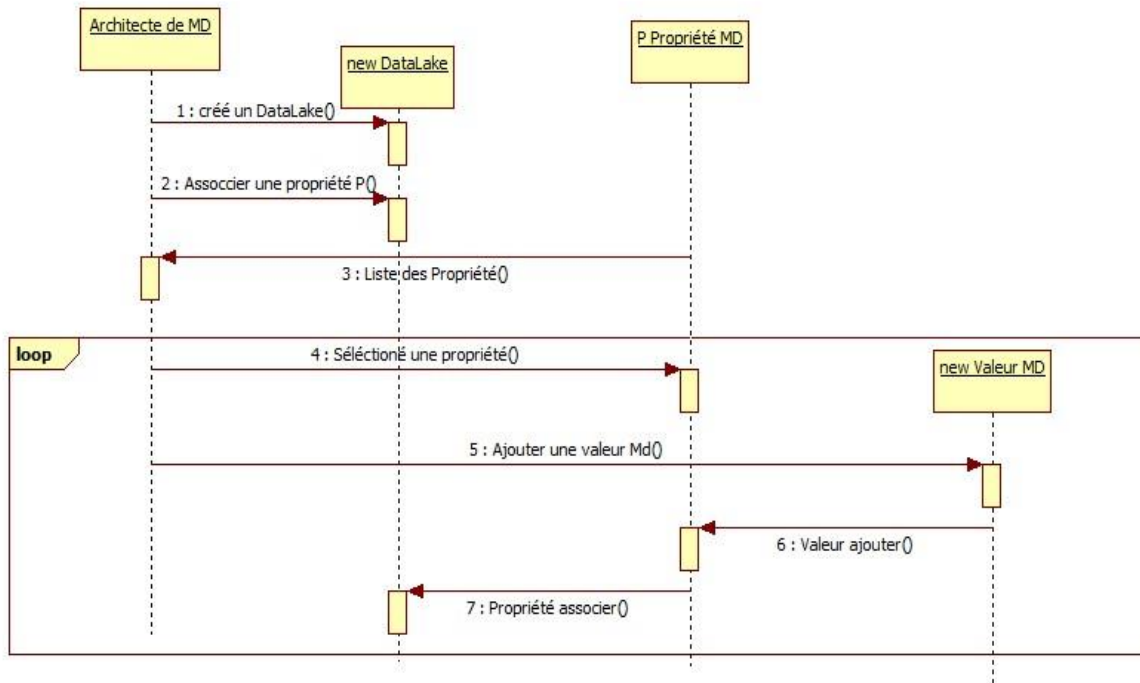 Architecte de MD
new DataLake
P Propriété MD
1 : créé un DataLake()
2 : Assoccier une propriété P()
3 : Liste des Propriété()
loop
4 : Séléctioné une propriété()
new Valeur MD
5 : Ajouter une valeur Md()
6 : Valeur ajouter()
7 : Propriété associer()